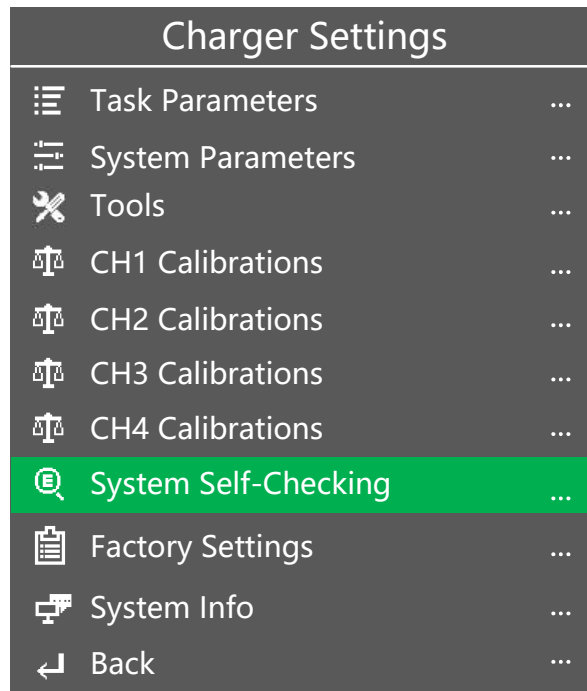 Charger Settings
Task Parameters ...
System Parameters ...
Tools ...
CH1 Calibrations ...
CH2 Calibrations ...
CH3 Calibrations ...
CH4 Calibrations ...
System Self-Checking ...
Factory Settings ...
System Info ...
Back ...